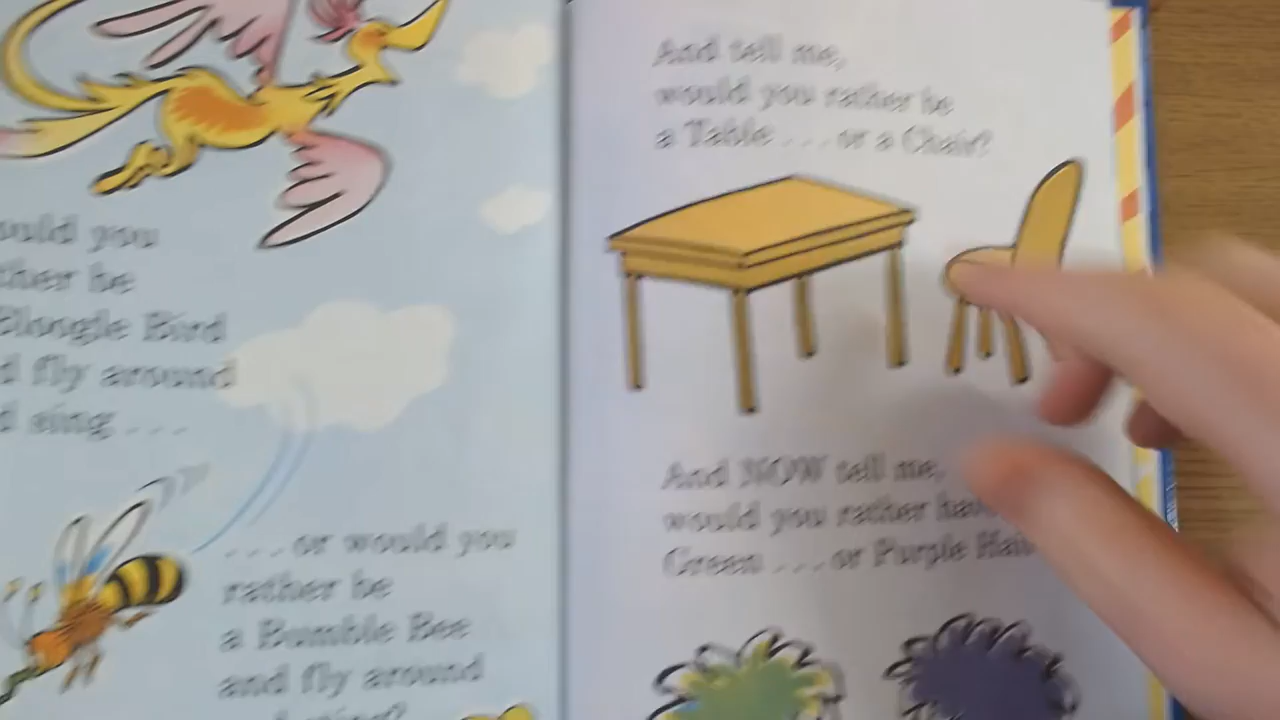 ould you
ther be
Bloogle Bird
d fly around
d sing . . .
. . . or would you
rather be
a Bumble Bee
and fly around
And tell me,
would you rather be
a Table . . . or a Chair?
And NOW tell me,
would you rather ha
Green . . . or Purple Hai